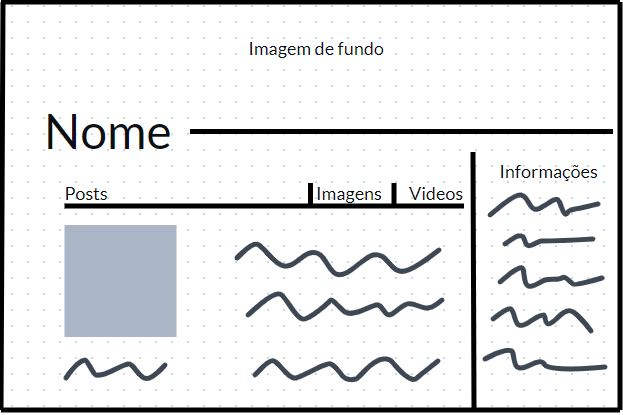 Imagem de fundo
Nome
Posts
Imagens
Videos
Informações